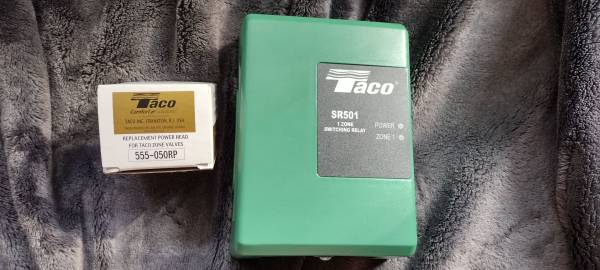 Taco
Comfort
TACO INC. CRANSTON, R.I. USA
REPLACEMENT POWER HEAD
FOR TACO ZONE VALVES
555-050RP
Taco
SR501
1 ZONE
SWITCHING RELAY
POWER
ZONE 1